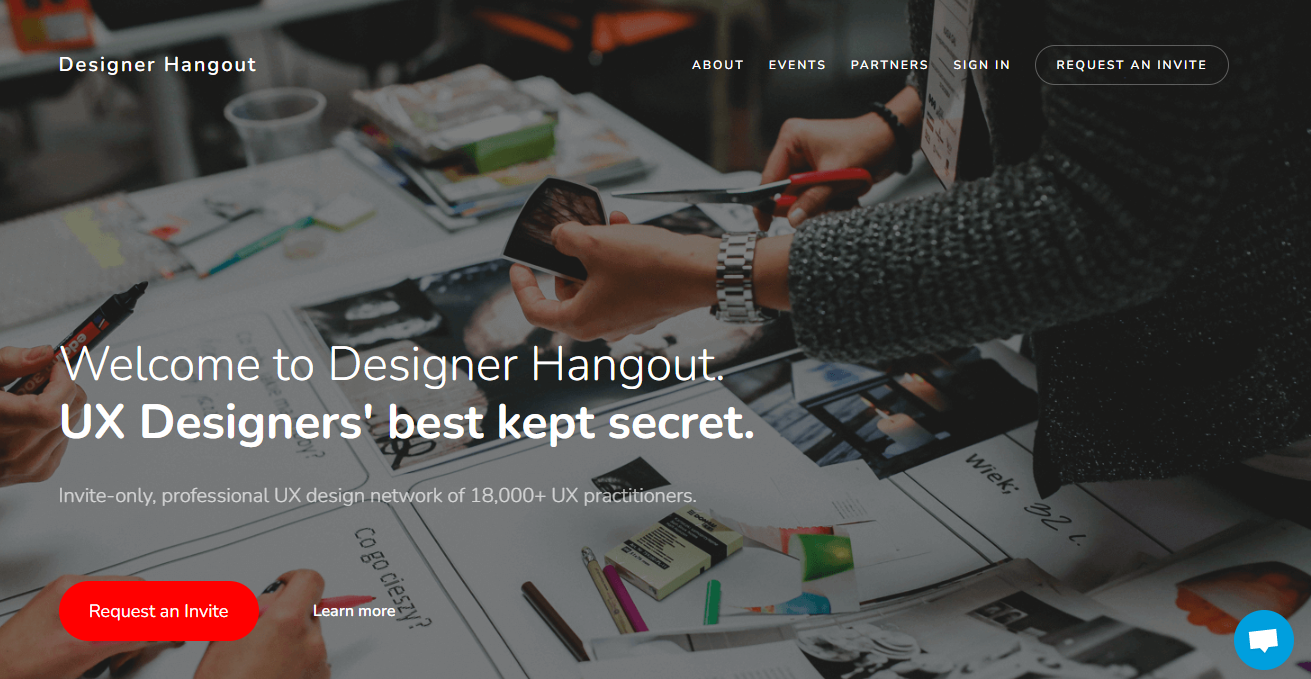 Designer Hangout
ABOUT EVENTS PARTNERS SIGN IN REQUEST AN INVITE
Welcome to Designer Hangout.
UX Designers' best kept secret.
Invite-only, professional UX design network of 18,000+ UX practitioners.
Wiek:
32 l.
Co go cieszy?
Request an Invite
Learn more